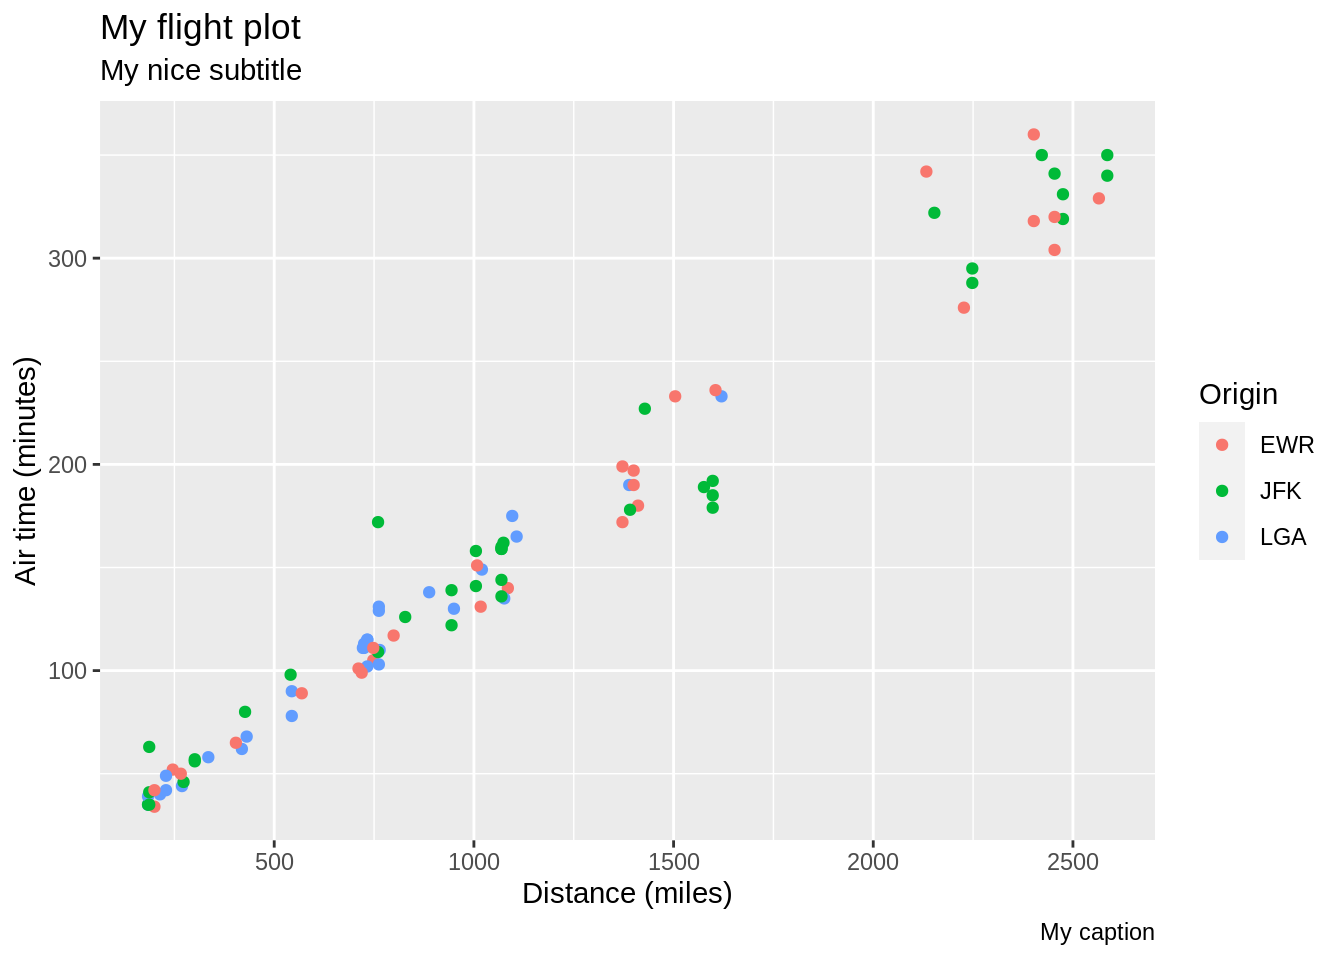 My flight plot
My nice subtitle
Air time (minutes)
300
200
100
500 1000 1500 2000 2500
Distance (miles)
My caption
Origin
EWR
JFK
LGA